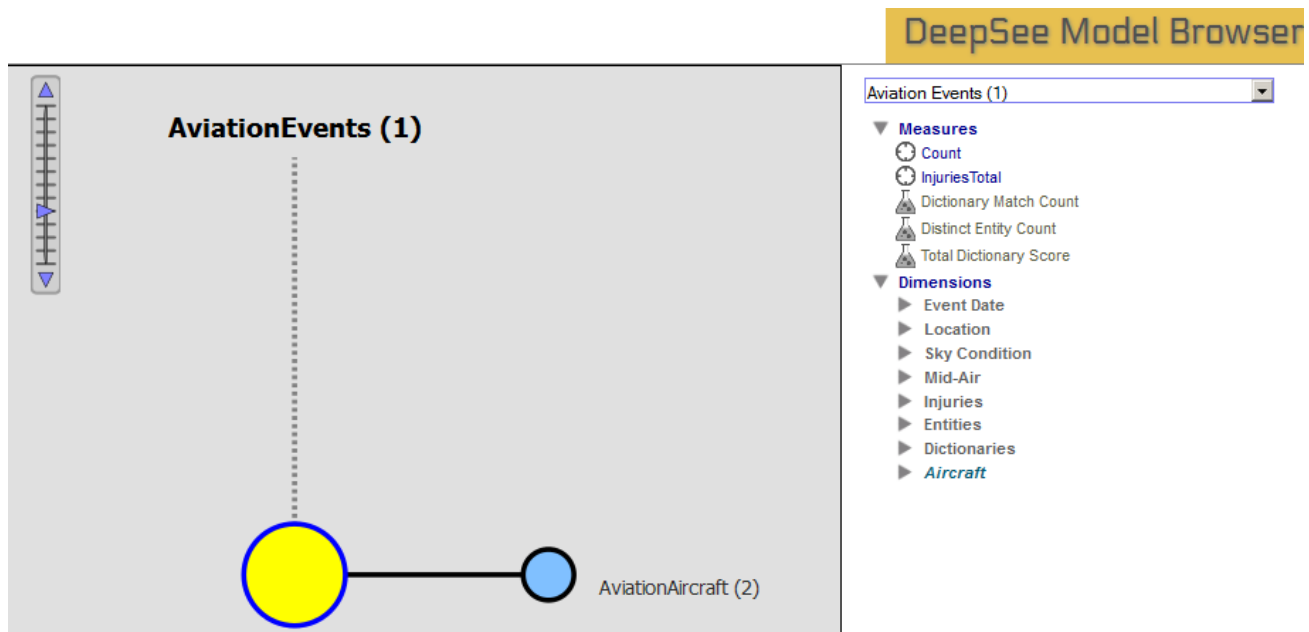 DeepSee Model Browser
AviationEvents (1)
AviationAircraft (2)
Aviation Events (1)
Measures
Count
InjuriesTotal
Dictionary Match Count
Distinct Entity Count
Total Dictionary Score
Dimensions
Event Date
Location
Sky Condition
Mid-Air
Injuries
Entities
Dictionaries
Aircraft